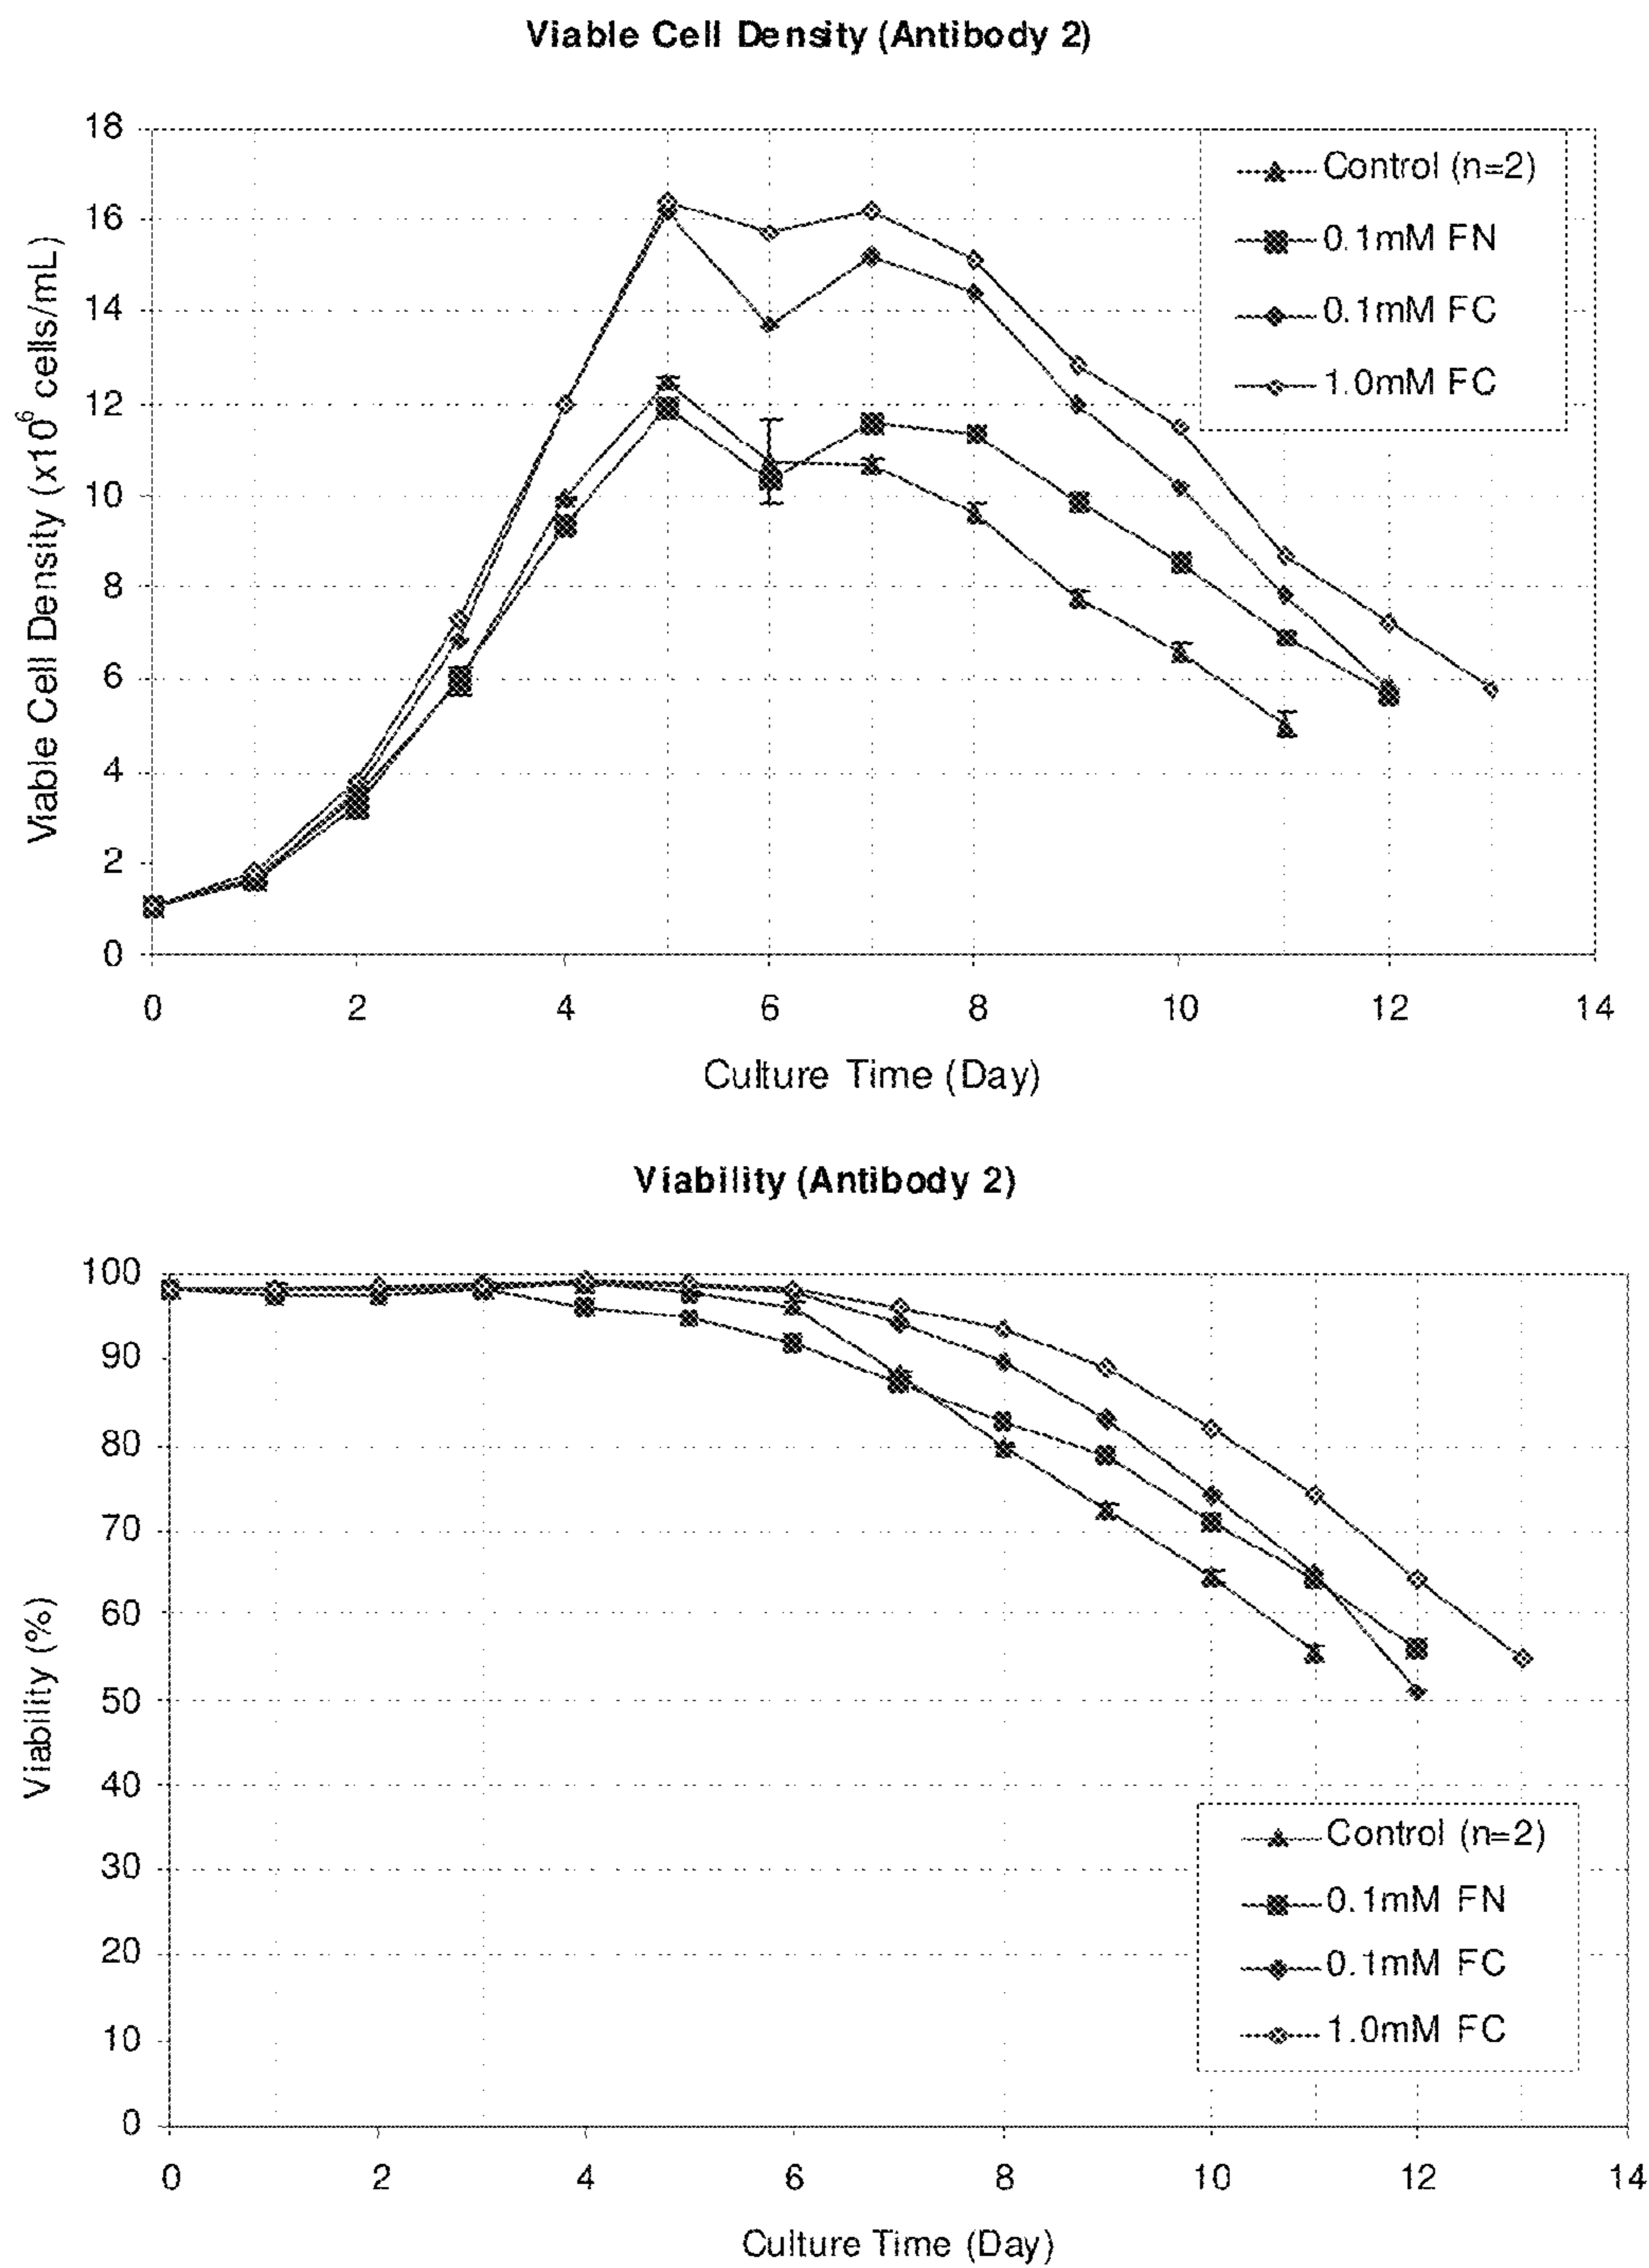 Viable Cell Density (Antibody 2)
Viable Cell Density (x10⁶ cells/mL)
18
16
14
12
10
8
6
4
2
0
Control (n=2)
0.1mM FN
0.1mM FC
1.0mM FC
0 2 4 6 8 10 12 14
Culture Time (Day)
Viability (Antibody 2)
Viability (%)
100
90
80
70
60
50
40
30
20
10
0
Control (n=2)
0.1mM FN
0.1mM FC
1.0mM FC
0 2 4 6 8 10 12 14
Culture Time (Day)